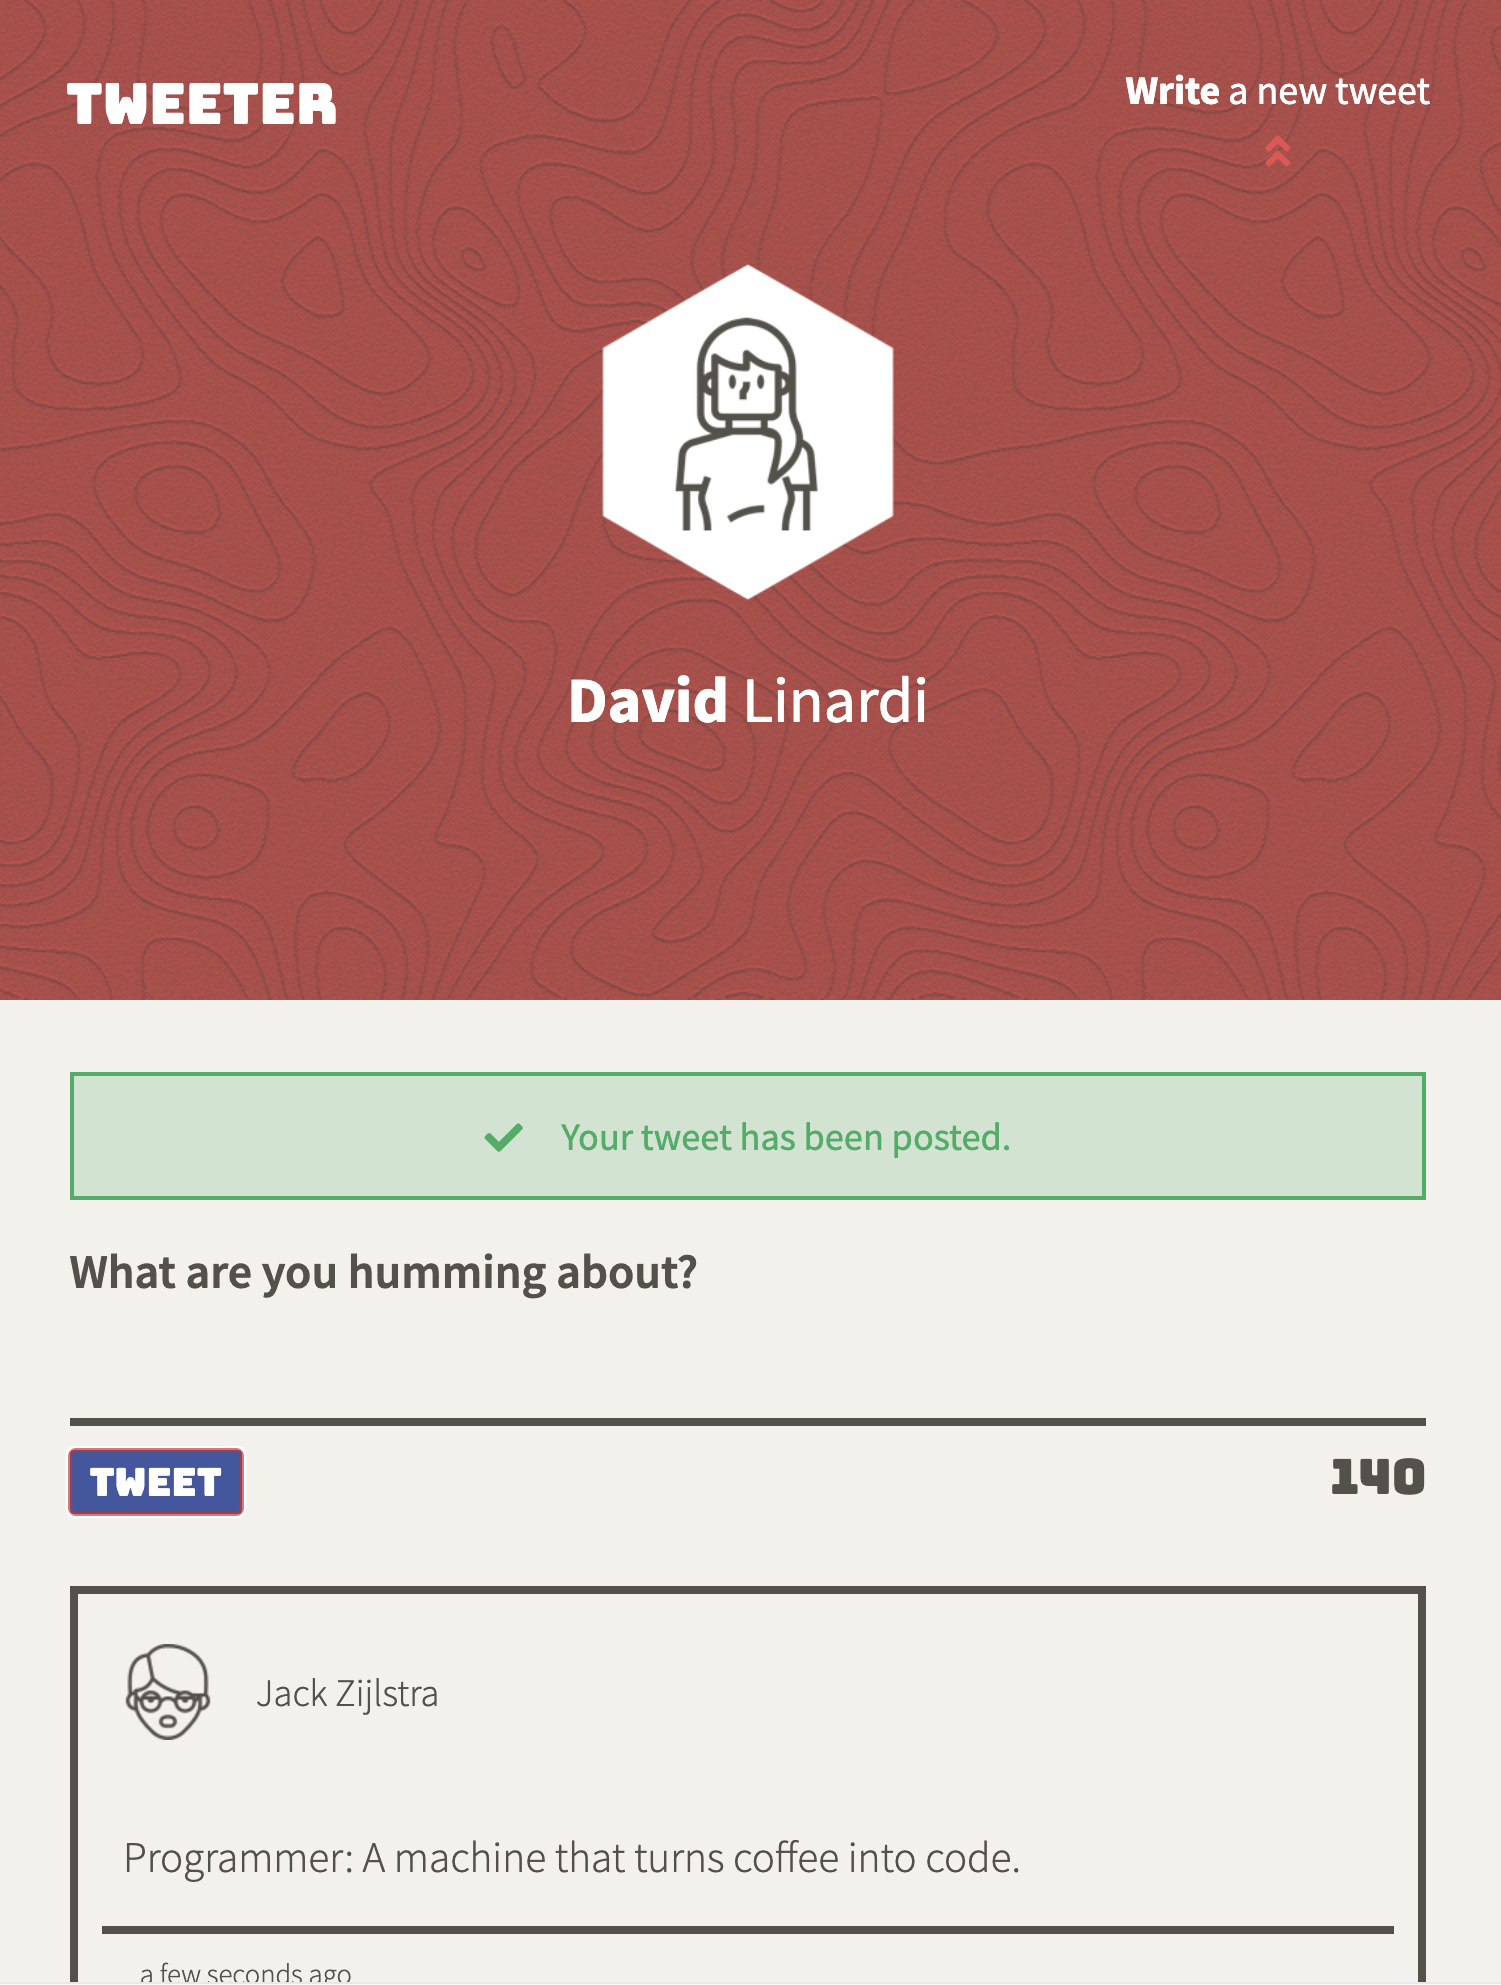 TWEETER
Write a new tweet
David Linardi
Your tweet has been posted.
What are you humming about?
TWEET
140
Jack Zijlstra
Programmer: A machine that turns coffee into code.
a few seconds ago